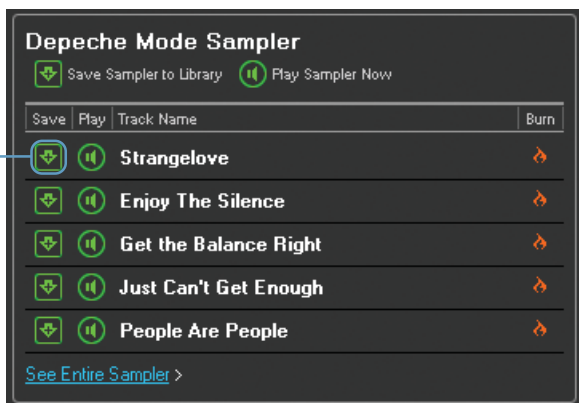 Depeche Mode Sampler
Save Sampler to Library Play Sampler Now
Save Play Track Name Burn
Strangelove
Enjoy The Silence
Get the Balance Right
Just Can't Get Enough
People Are People
See Entire Sampler >